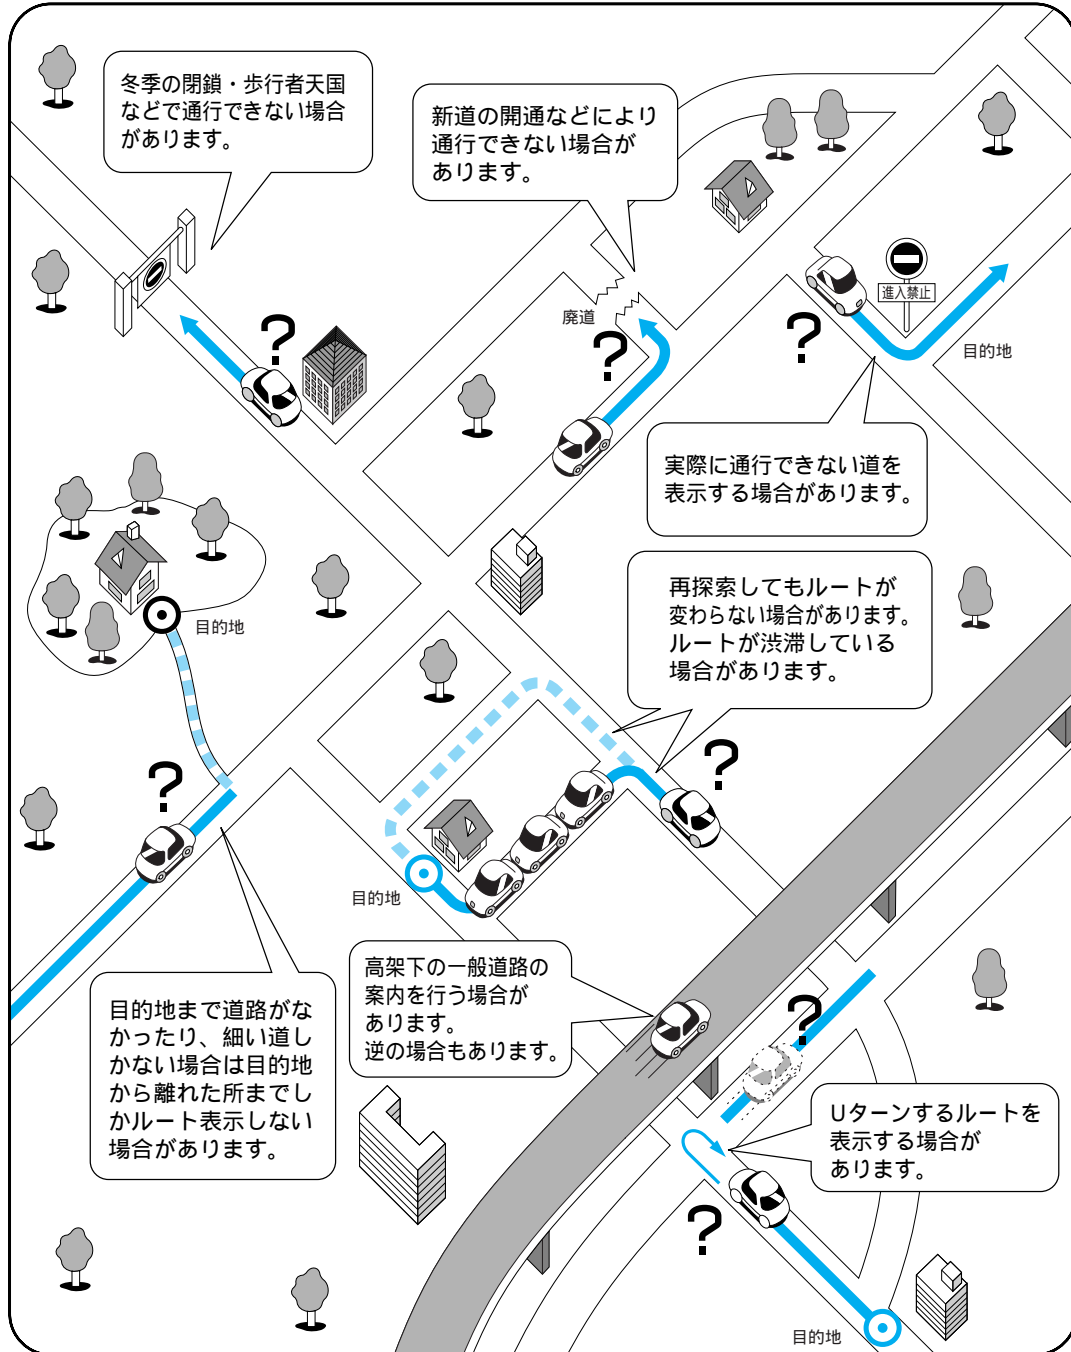 冬季の閉鎖・歩行者天国
などで通行できない場合
があります。
新道の開通などにより
通行できない場合が
あります。
廃道
進入禁止
目的地
実際に通行できない道を
表示する場合があります。
再探索してもルートが
変わらない場合があります。
ルートが渋滞している
場合があります。
目的地
目的地
目的地まで道路がな
かったり、細い道し
かない場合は目的地
から離れた所までし
かルート表示しない
場合があります。
高架下の一般道路の
案内を行う場合が
あります。
逆の場合もあります。
Uターンするルートを
表示する場合が
あります。
目的地